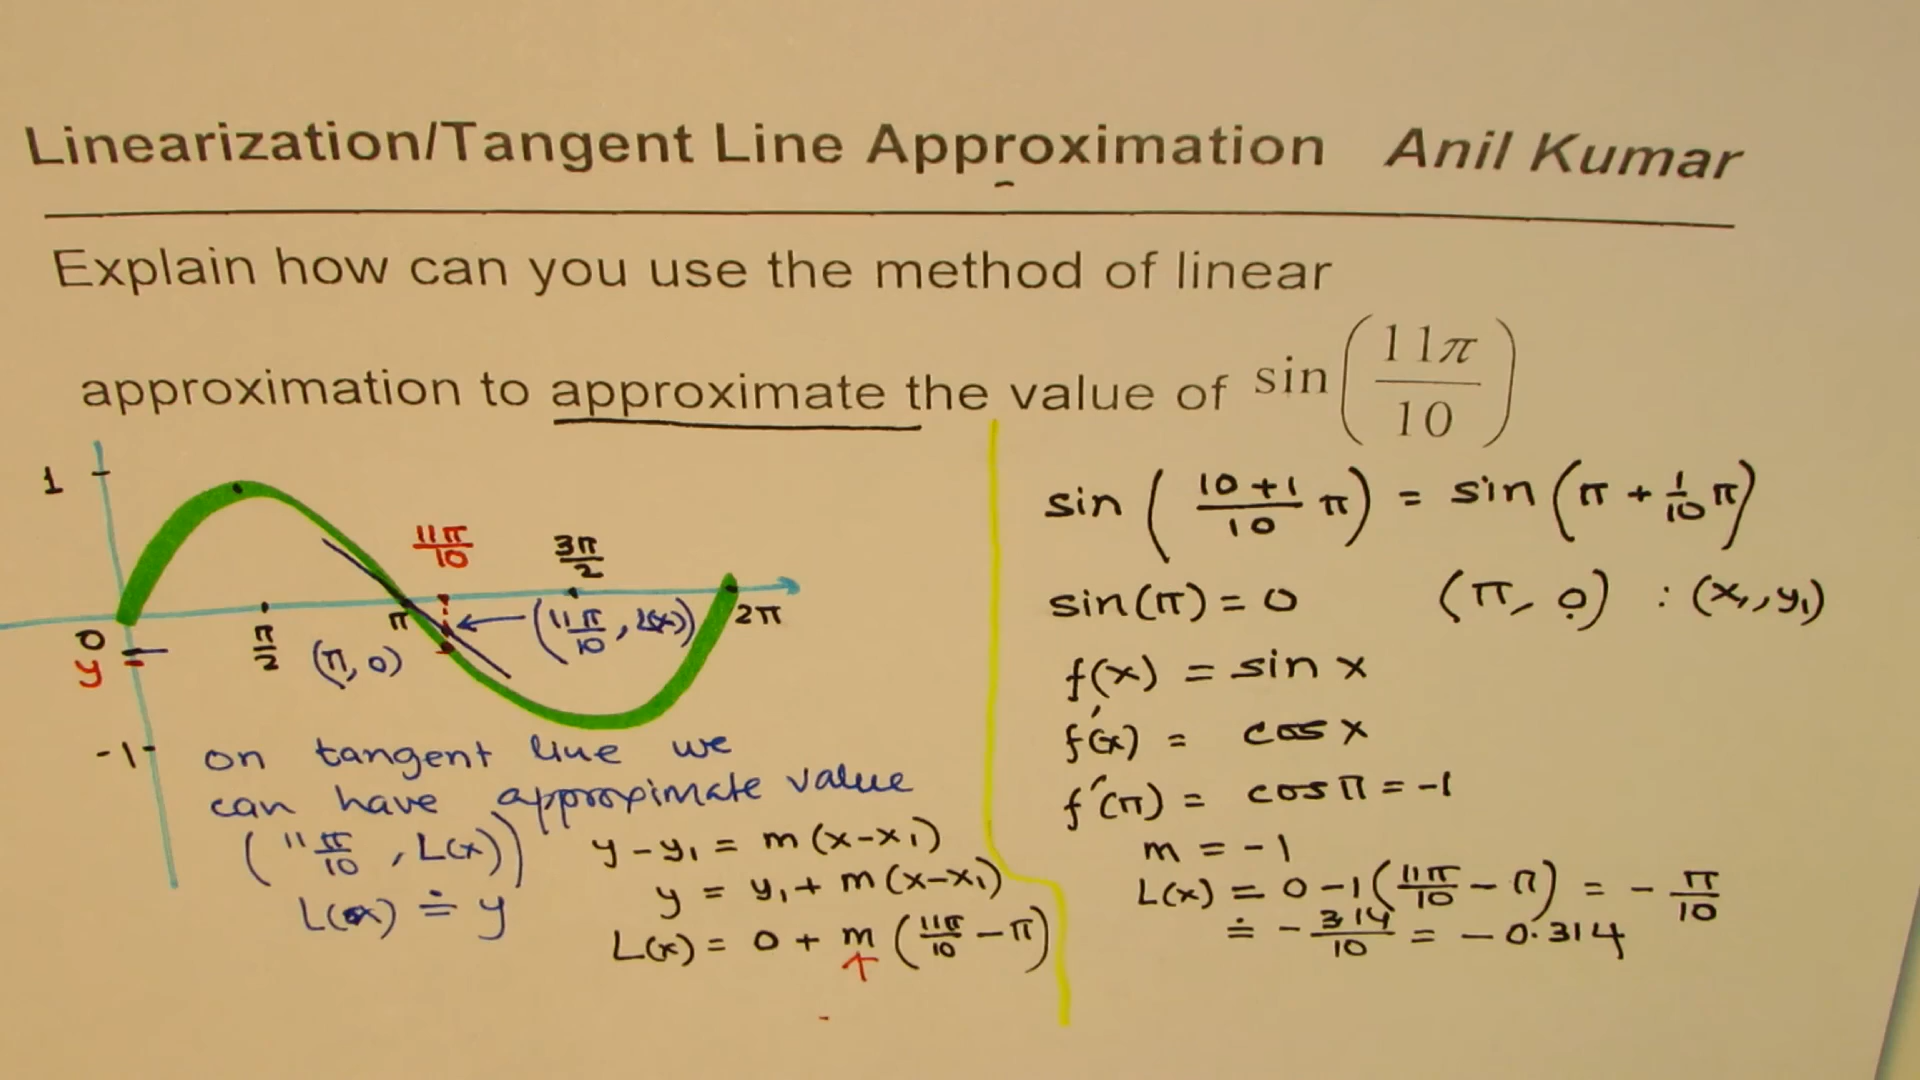 Linearization/Tangent Line Approximation Anil Kumar
Explain how can you use the method of linear
approximation to approximate the value of sin(11π/10)
1
11π/10
3π/2
0
y
π/2
π
(π, 0)
(11π/10, L(x))
2π
-1
on tangent line we
can have approximate value
(11π/10, L(x))
L(x) ≐ y
y - y₁ = m(x-x₁)
y = y₁ + m(x-x₁)
L(x) = 0 + m(11π/10 - π)
sin(10+1/10 π) = sin(π + 1/10 π)
sin(π) = 0 (π, 0) : (x₁, y₁)
f(x) = sin x
f'(x) = cos x
f'(π) = cos π = -1
m = -1
L(x) = 0 - 1(11π/10 - π) = - π/10
≐ - 3.14/10 = - 0.314